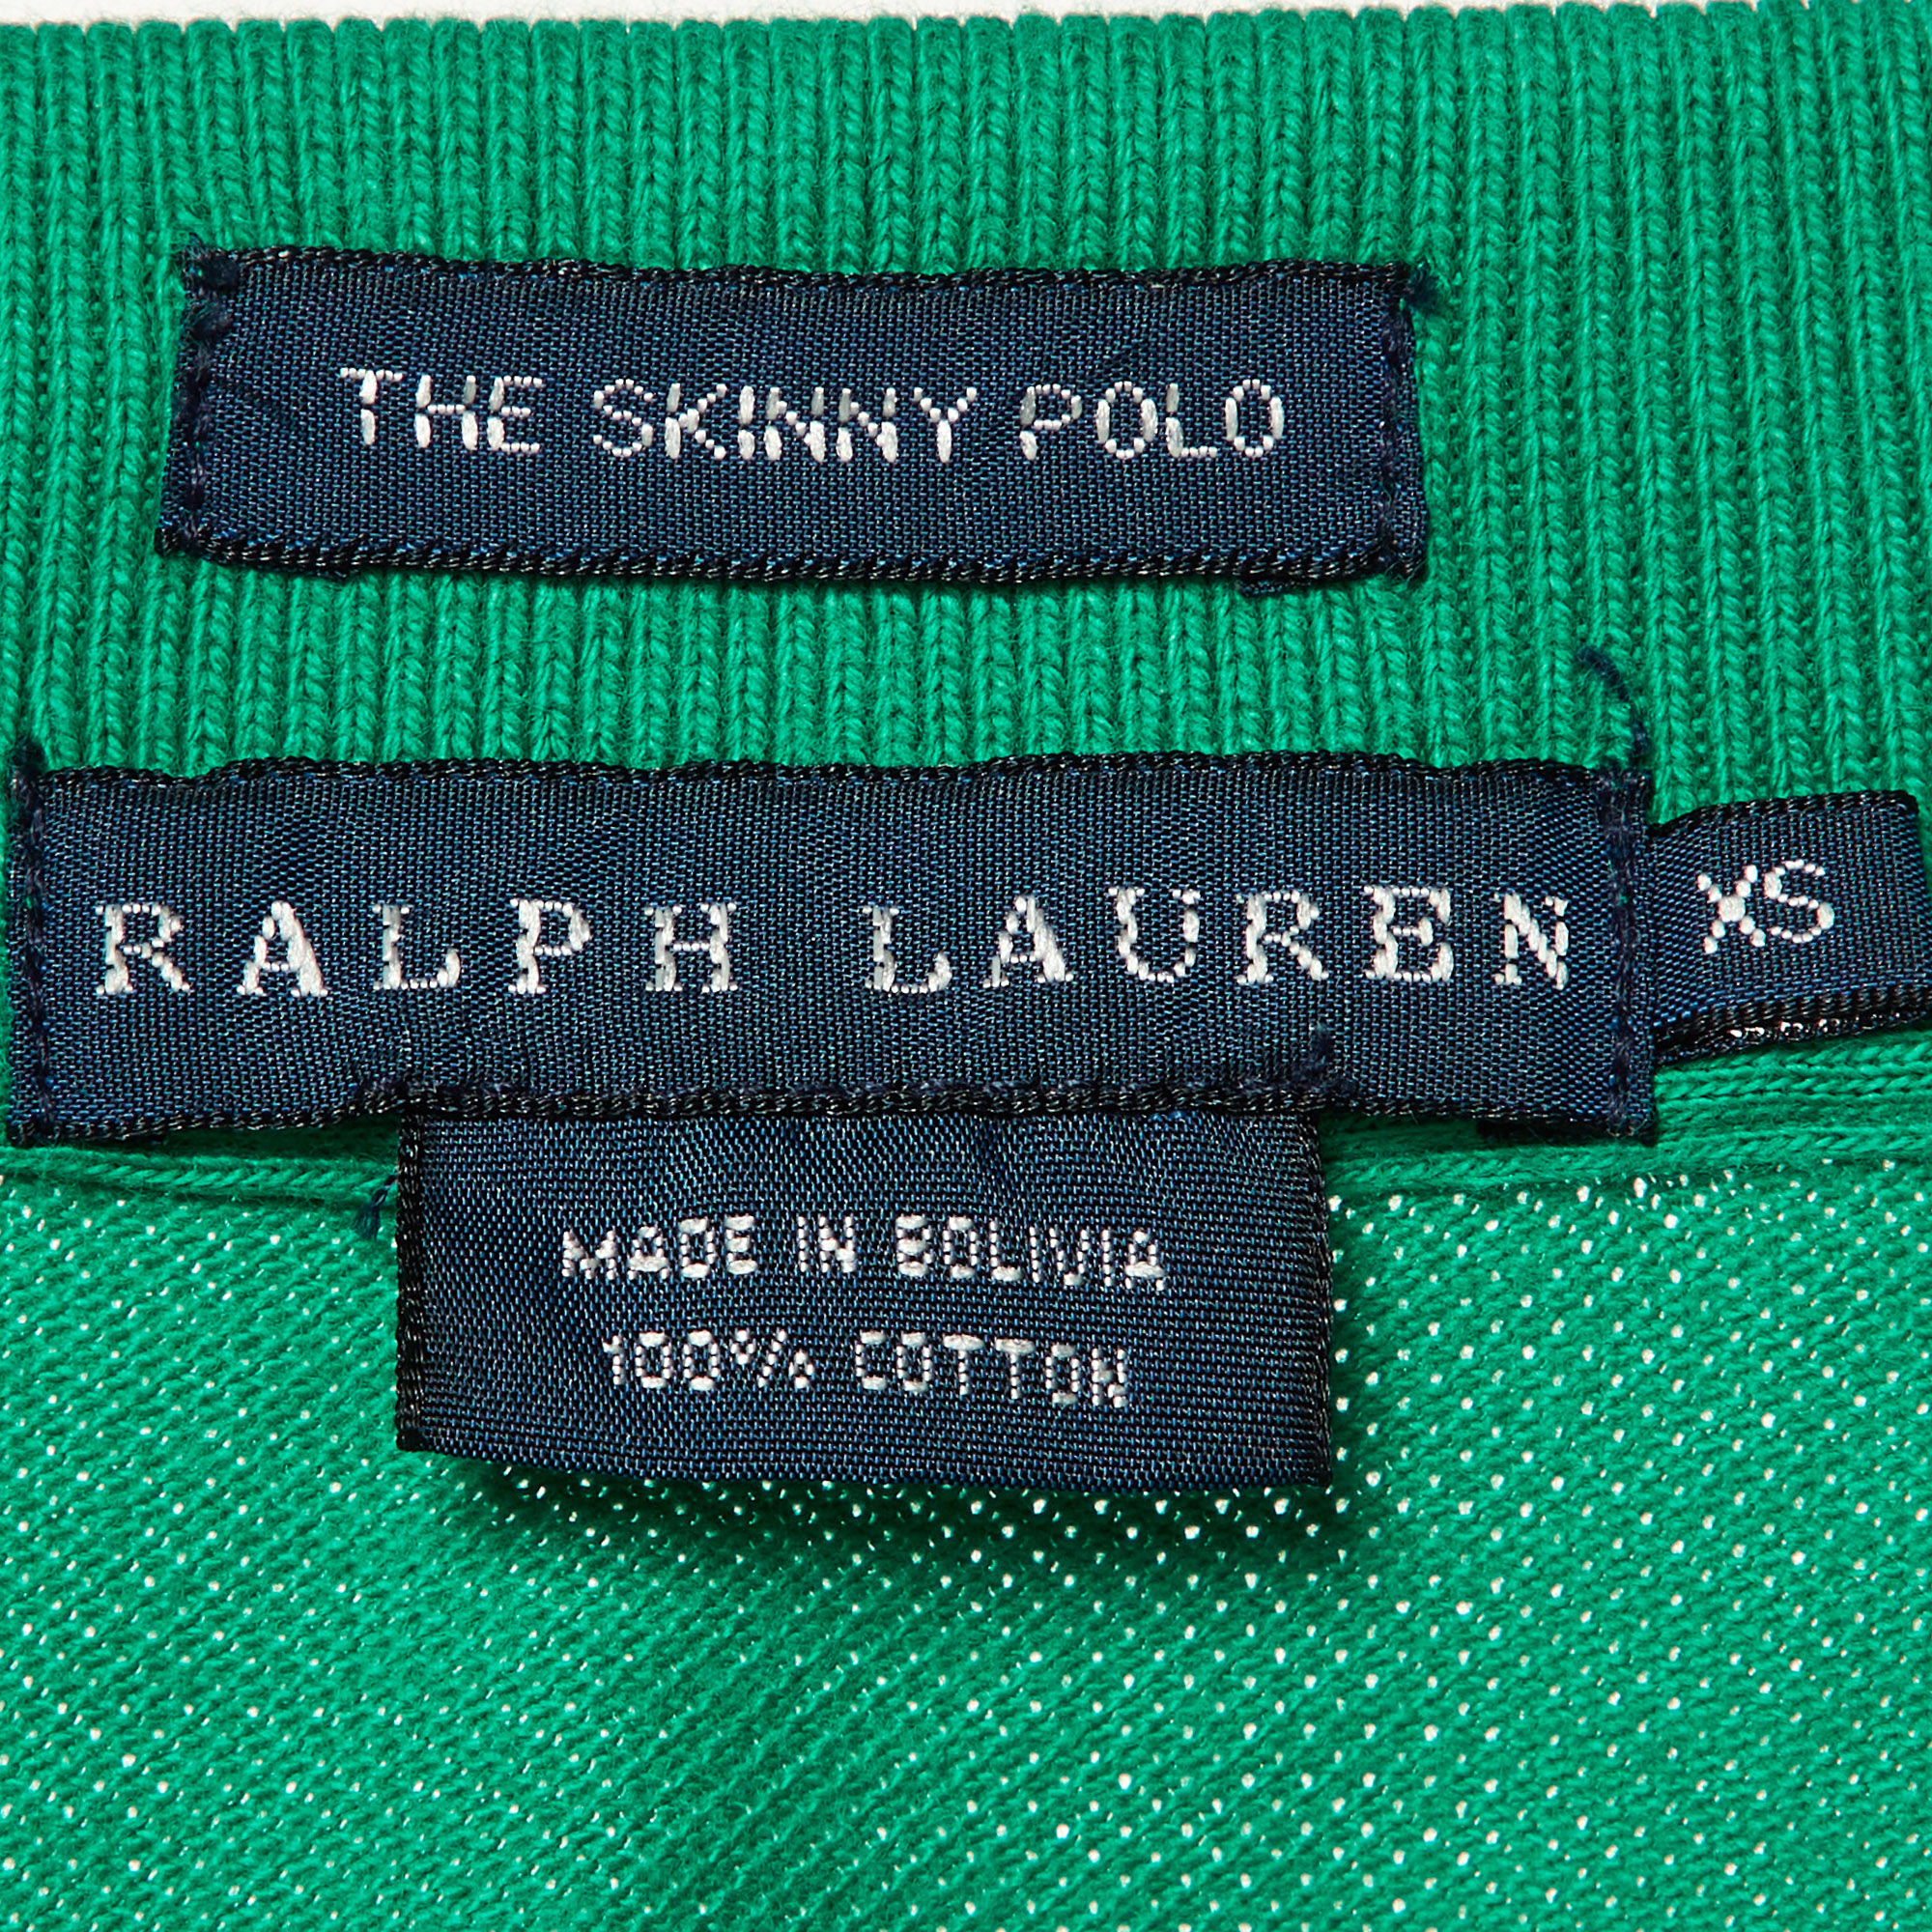 THE SKINNY POLO
RALPH LAUREN
XS
MADE IN BOLIVIA
100% COTTON